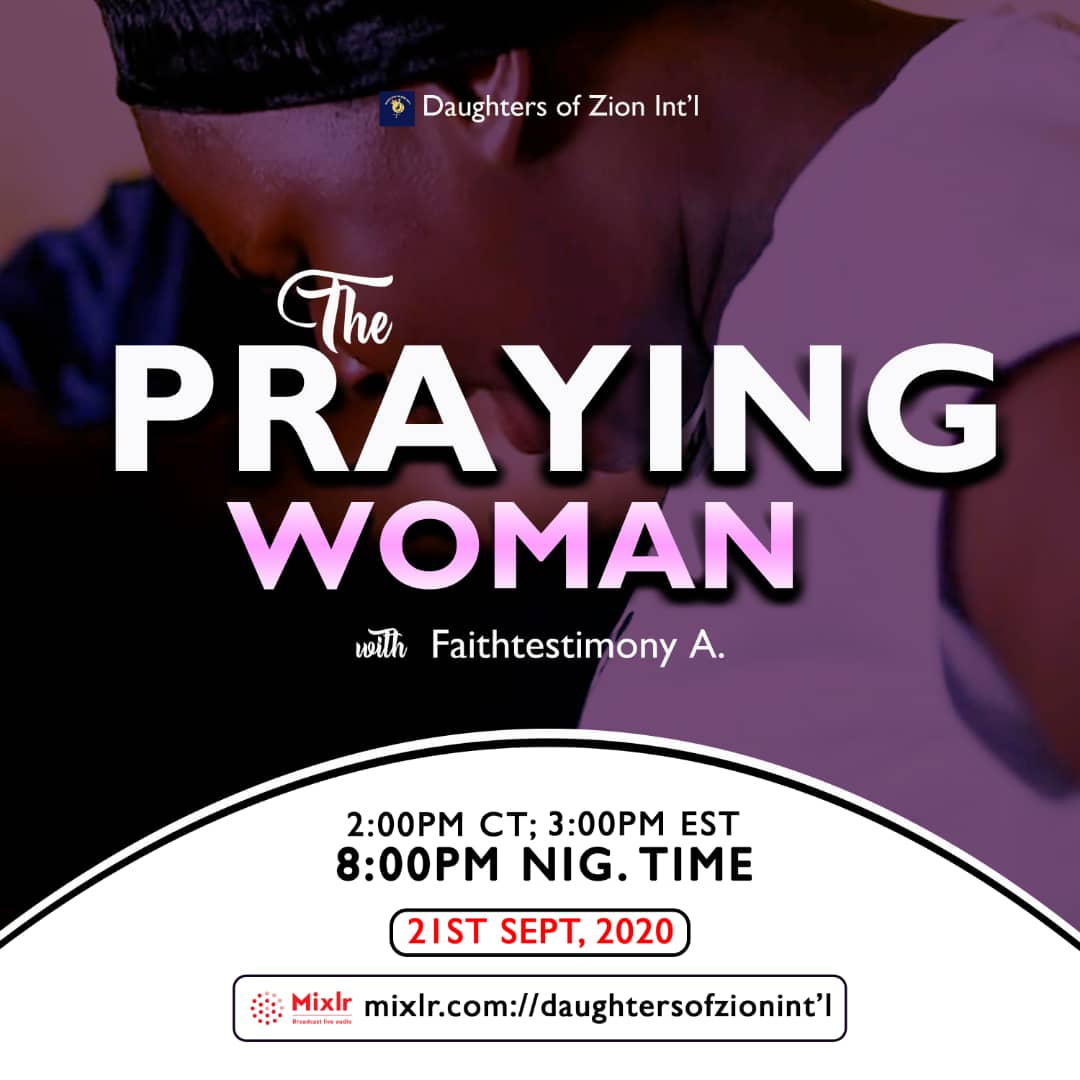 Daughters of Zion Int'l
The
PRAYING
WOMAN
with Faithtestimony A.
2:00PM CT; 3:00PM EST
8:00PM NIG. TIME
21ST SEPT, 2020
Mixlr
Broadcast live audio
mixlr.com://daughtersofzionint'l